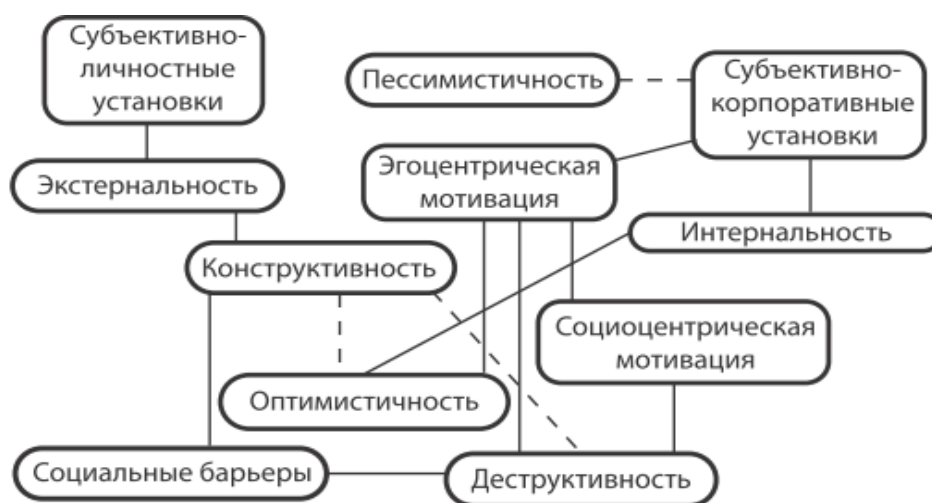 Субъективно-
личностные
установки
Пессимистичность
Субъективно-
корпоративные
установки
Экстернальность
Эгоцентрическая
мотивация
Интернальность
Конструктивность
Социоцентрическая
мотивация
Оптимистичность
Социальные барьеры
Деструктивность